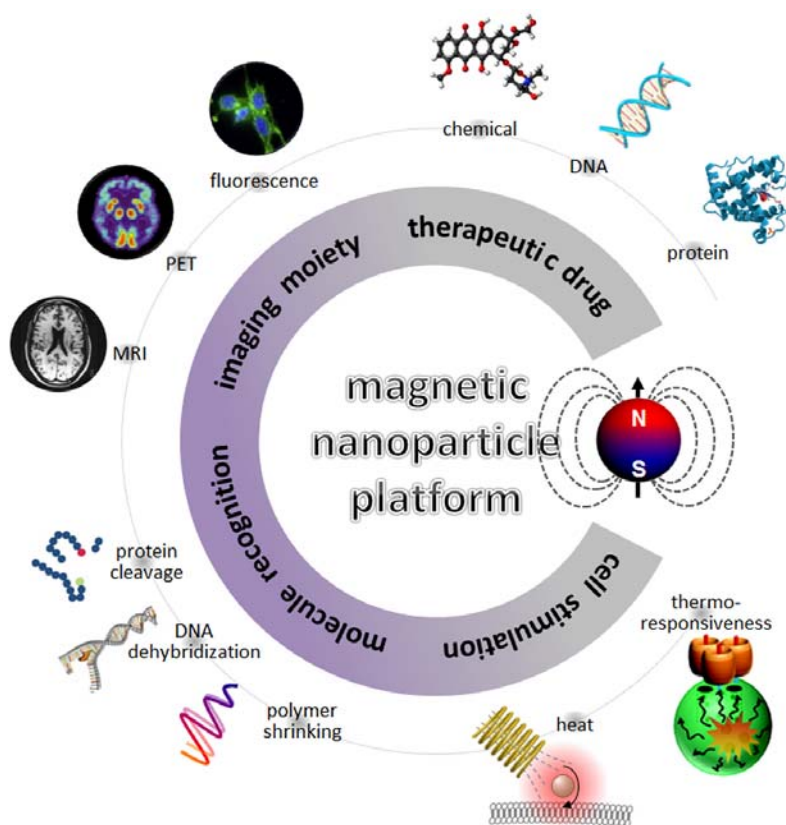 chemical
DNA
protein
fluorescence
PET
MRI
therapeutic drug
imaging moiety
magnetic
nanoparticle
platform
N
S
molecule recognition
cell stimulation
protein
cleavage
DNA
dehybridization
polymer
shrinking
heat
thermo-
responsiveness